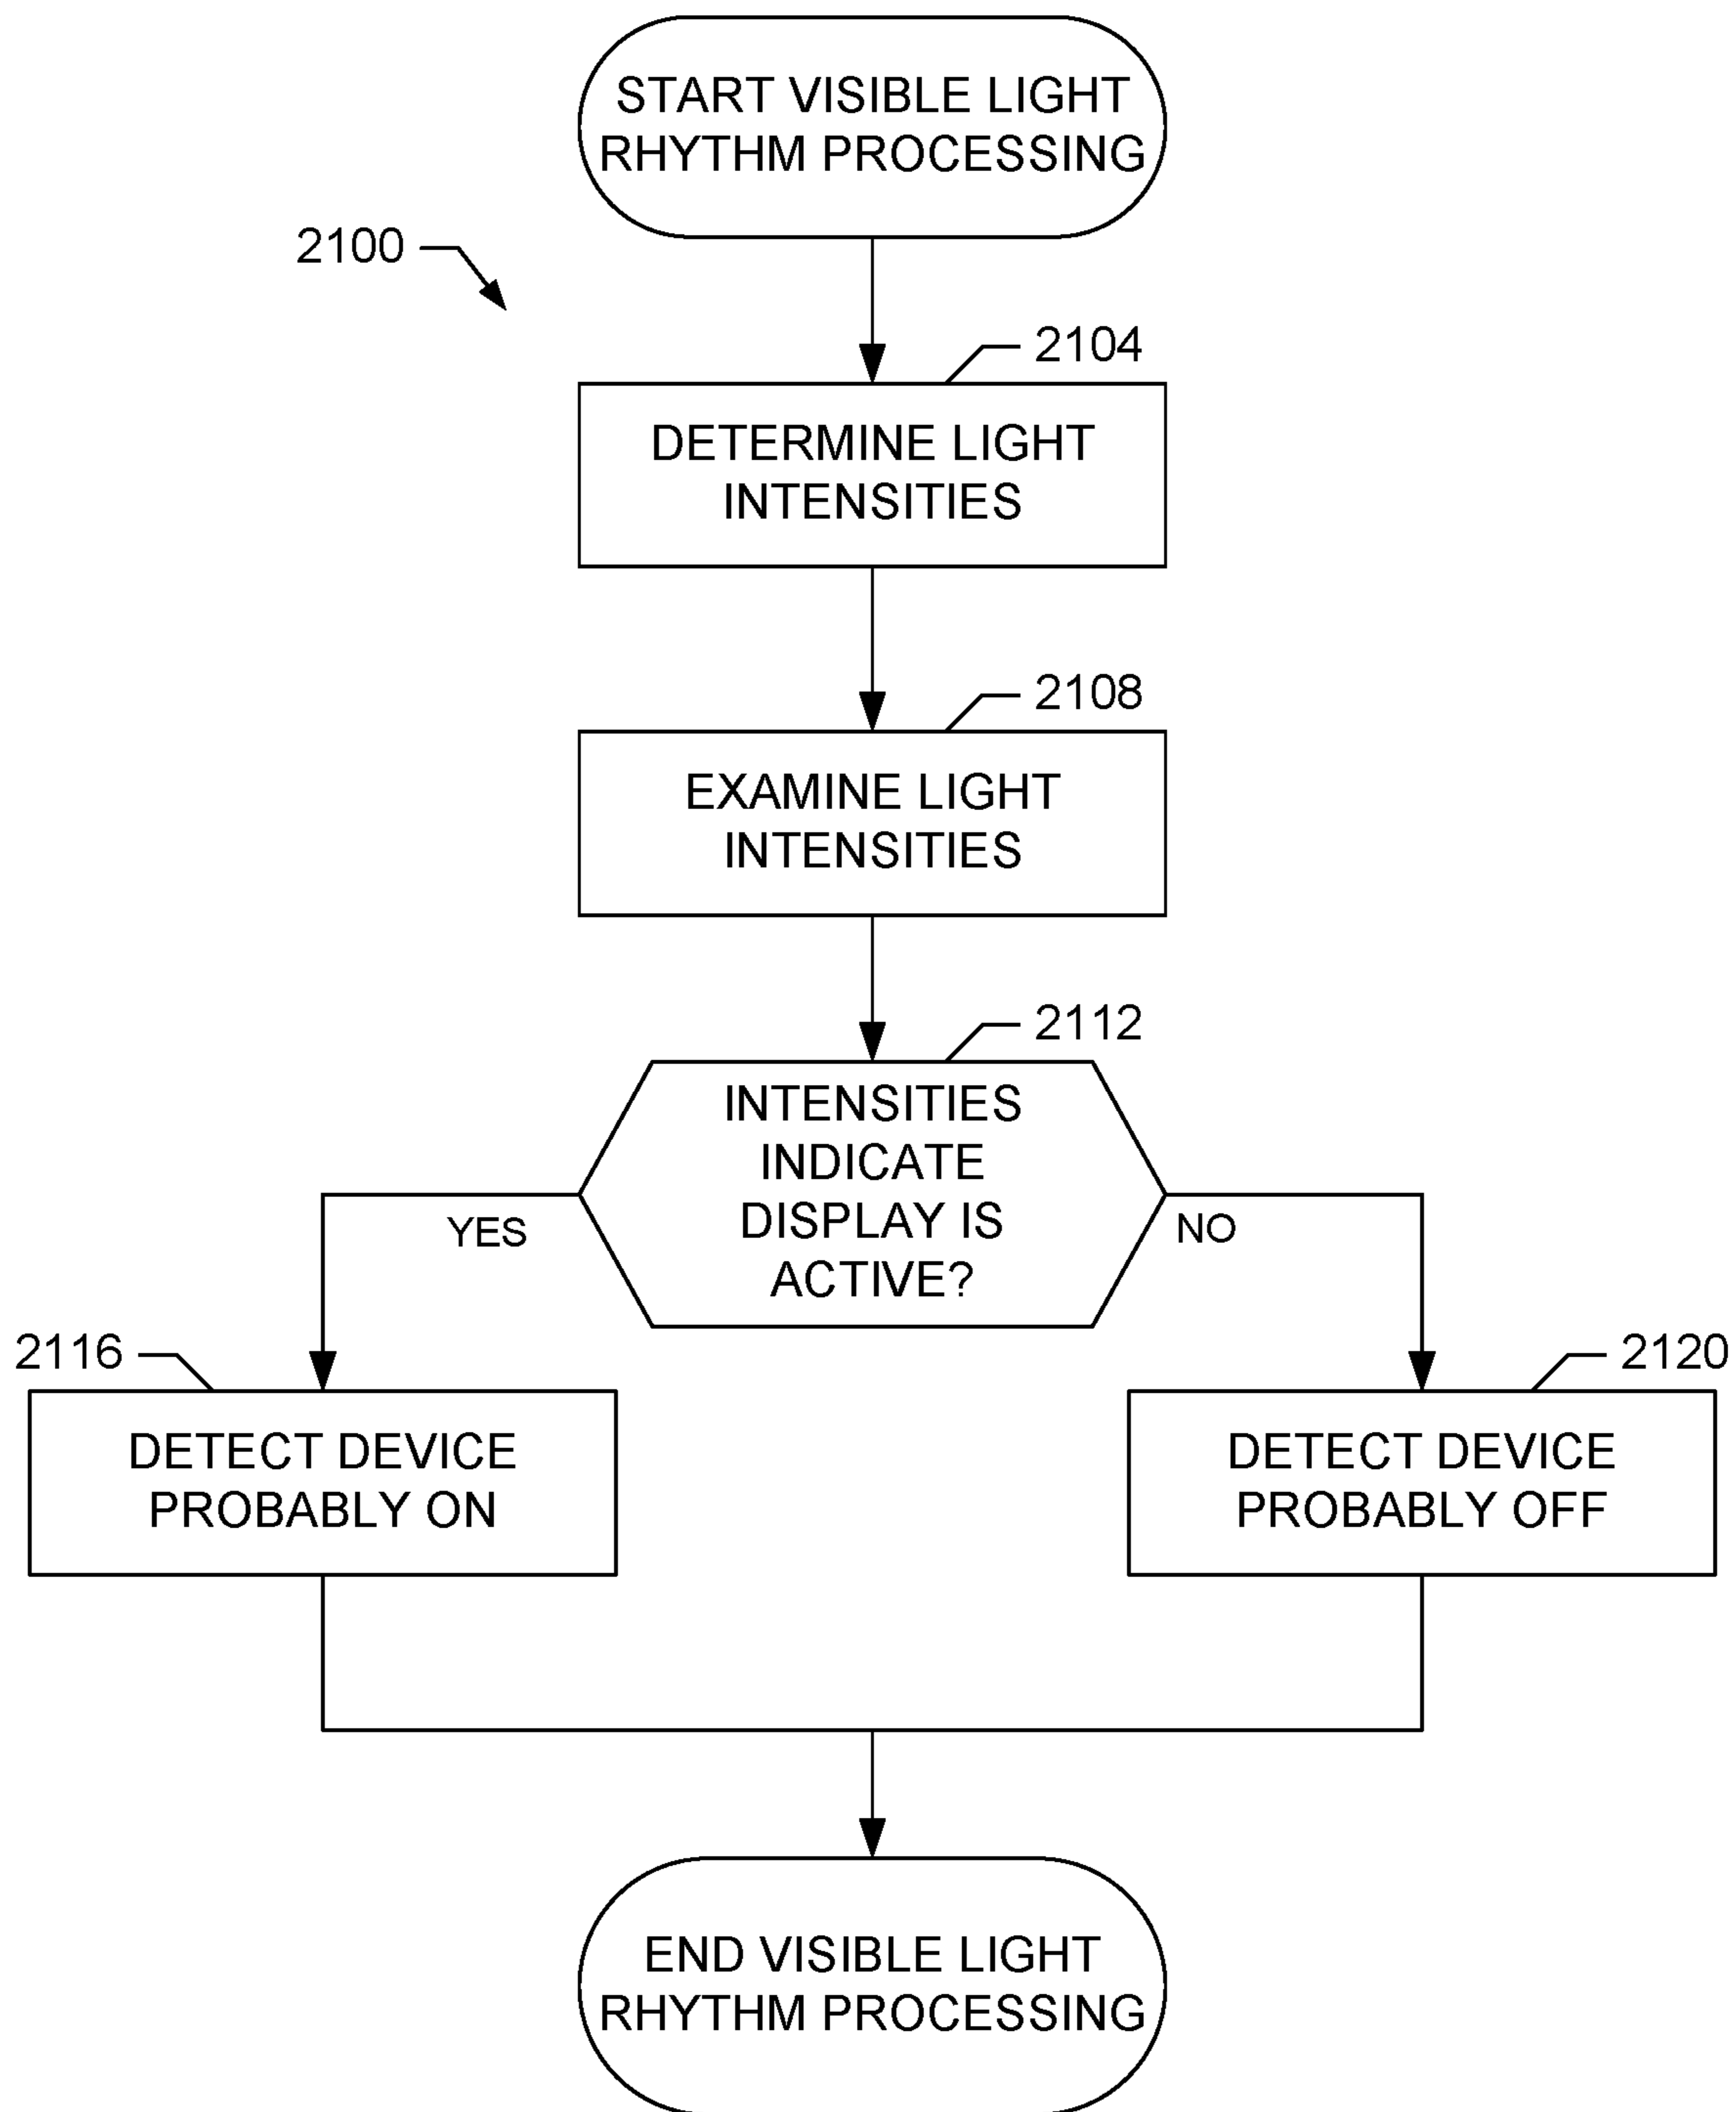 START VISIBLE LIGHT
RHYTHM PROCESSING
2100
2104
DETERMINE LIGHT
INTENSITIES
2108
EXAMINE LIGHT
INTENSITIES
2112
INTENSITIES
INDICATE
DISPLAY IS
ACTIVE?
YES
NO
2116
DETECT DEVICE
PROBABLY ON
2120
DETECT DEVICE
PROBABLY OFF
END VISIBLE LIGHT
RHYTHM PROCESSING